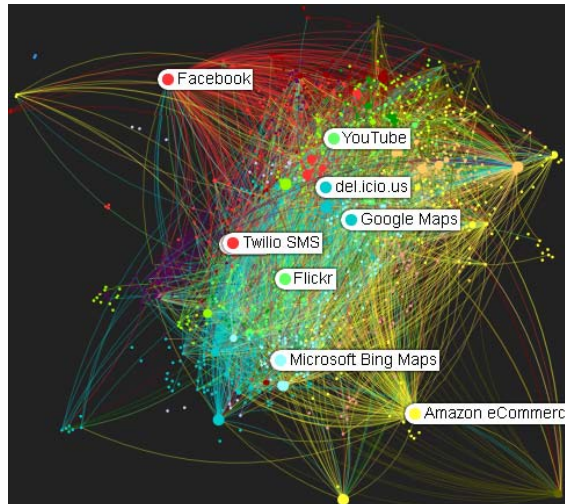 Facebook
YouTube
del.icio.us
Google Maps
Twilio SMS
Flickr
Microsoft Bing Maps
Amazon eCommerc